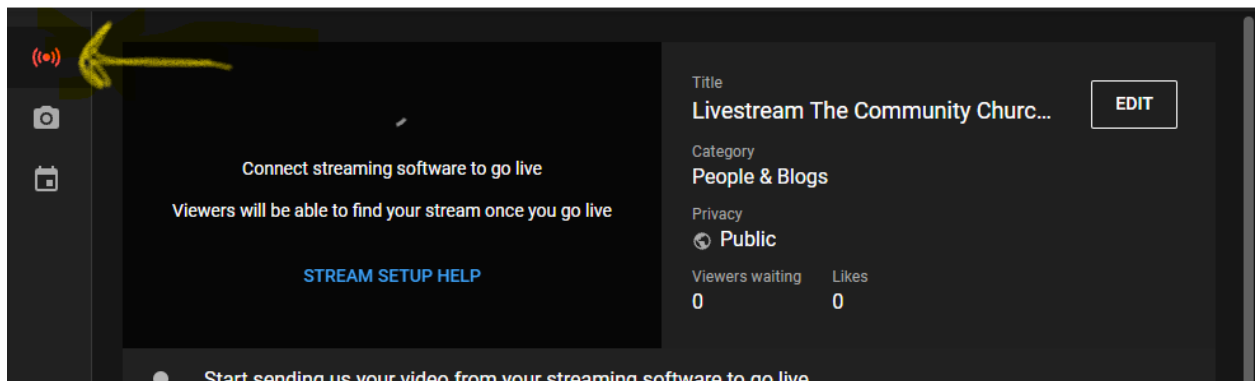 Connect streaming software to go live
Viewers will be able to find your stream once you go live
STREAM SETUP HELP
Title
Livestream The Community Churc...
EDIT
Category
People & Blogs
Privacy
Public
Viewers waiting Likes
0 0
Start sending us your video from your streaming software to go live